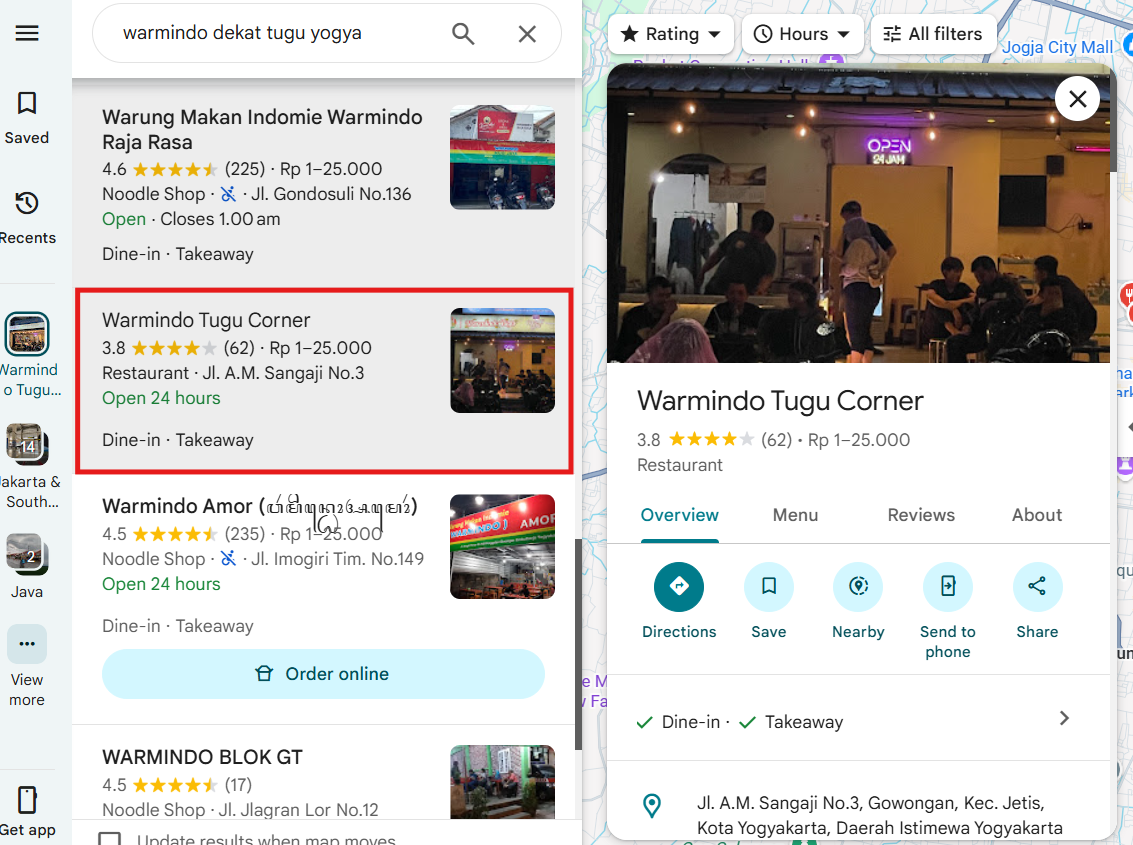 warmindo dekat tugu yogya
Saved
Recents
Warmind
o Tugu...
14
Jakarta &
South...
2
Java
View
more
Get app
Warung Makan Indomie Warmindo
Raja Rasa
4.6 (225) · Rp 1–25.000
Noodle Shop · Jl. Gondosuli No.136
Open · Closes 1.00 am
Dine-in · Takeaway
Warmindo Tugu Corner
3.8 (62) · Rp 1–25.000
Restaurant · Jl. A.M. Sangaji No.3
Open 24 hours
Dine-in · Takeaway
Warmindo Amor
4.5 (235) · Rp 1–25.000
Noodle Shop · Jl. Imogiri Tim. No.149
Open 24 hours
Dine-in · Takeaway
AMOR
Order online
WARMINDO BLOK GT
4.5 (17)
Noodle Shop · Jl. Jlagran Lor No.12
Update results when map moves
Rating
Hours
All filters
Jogja City Mall
OPEN
24 JAM
Warmindo Tugu Corner
3.8 (62) · Rp 1–25.000
Restaurant
Overview
Menu
Reviews
About
Directions
Save
Nearby
Send to
phone
Share
Dine-in · Takeaway
Jl. A.M. Sangaji No.3, Gowongan, Kec. Jetis,
Kota Yogyakarta, Daerah Istimewa Yogyakarta